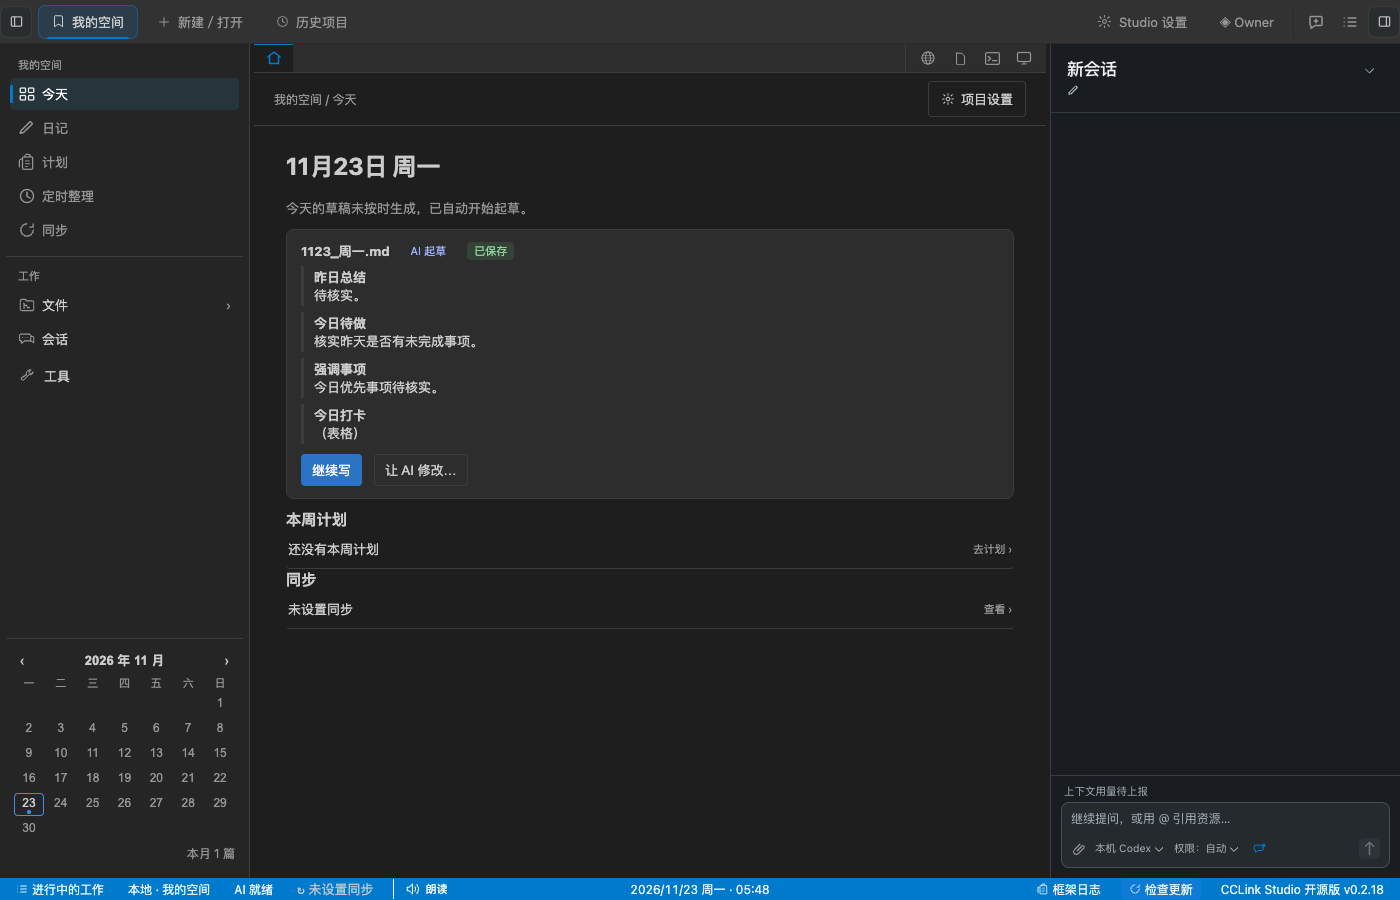 我的空间
新建 / 打开
历史项目
Studio 设置
Owner
我的空间
今天
日记
计划
定时整理
同步
工作
文件
会话
工具
2026 年 11 月
一 二 三 四 五 六 日
1
2 3 4 5 6 7 8
9 10 11 12 13 14 15
16 17 18 19 20 21 22
23 24 25 26 27 28 29
30
本月 1 篇
我的空间 / 今天
项目设置
11月23日 周一
今天的草稿未按时生成，已自动开始起草。
1123_周一.md AI 起草 已保存
昨日总结
待核实。
今日待做
核实昨天是否有未完成事项。
强调事项
今日优先事项待核实。
今日打卡
（表格）
继续写
让 AI 修改...
本周计划
还没有本周计划
去计划 ›
同步
未设置同步
查看 ›
新会话
上下文用量待上报
继续提问，或用 @ 引用资源...
本机 Codex
权限：自动
进行中的工作
本地 · 我的空间
AI 就绪
未设置同步
朗读
2026/11/23 周一 · 05:48
框架日志
检查更新
CCLink Studio 开源版 v0.2.18